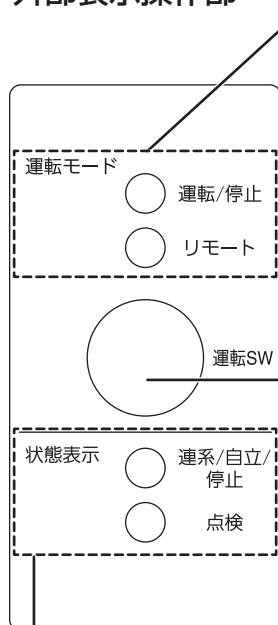 外部表示操作部
運転モード
運転/停止
リモート
運転SW
状態表示
連系/自立/
停止
点検